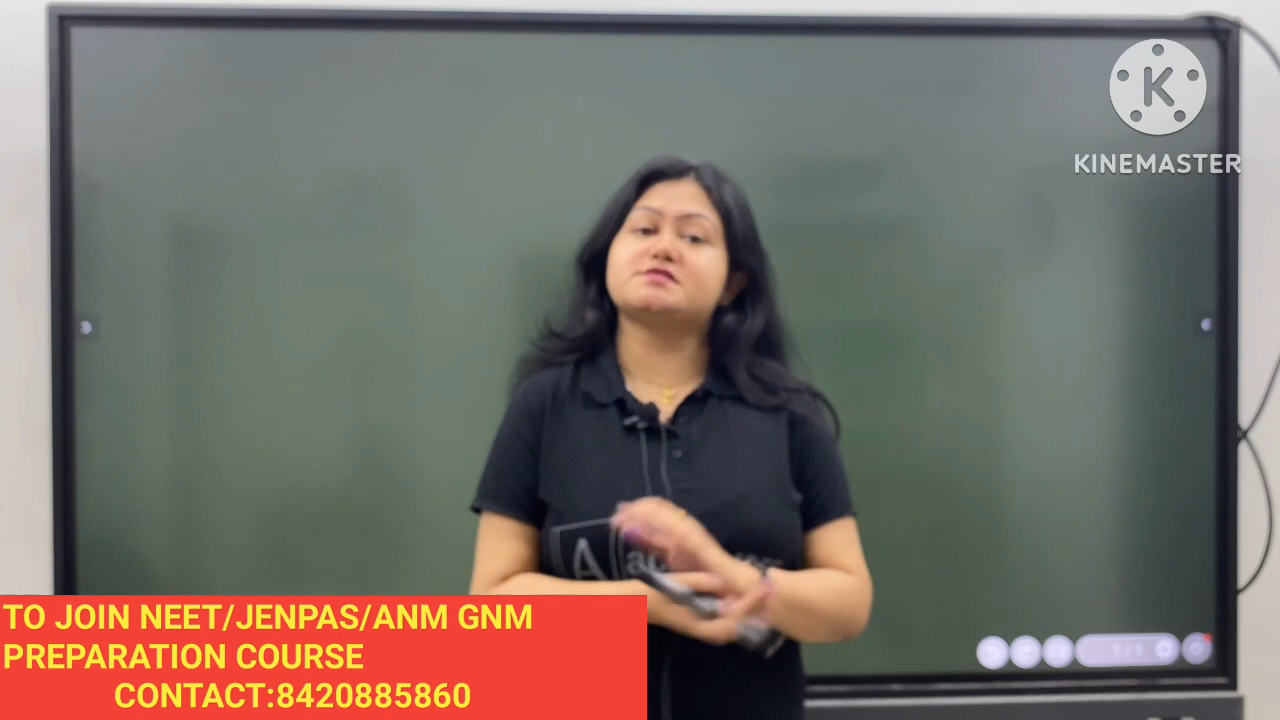 K
KINEMASTER
A
TO JOIN NEET/JENPAS/ANM GNM
PREPARATION COURSE
CONTACT:8420885860